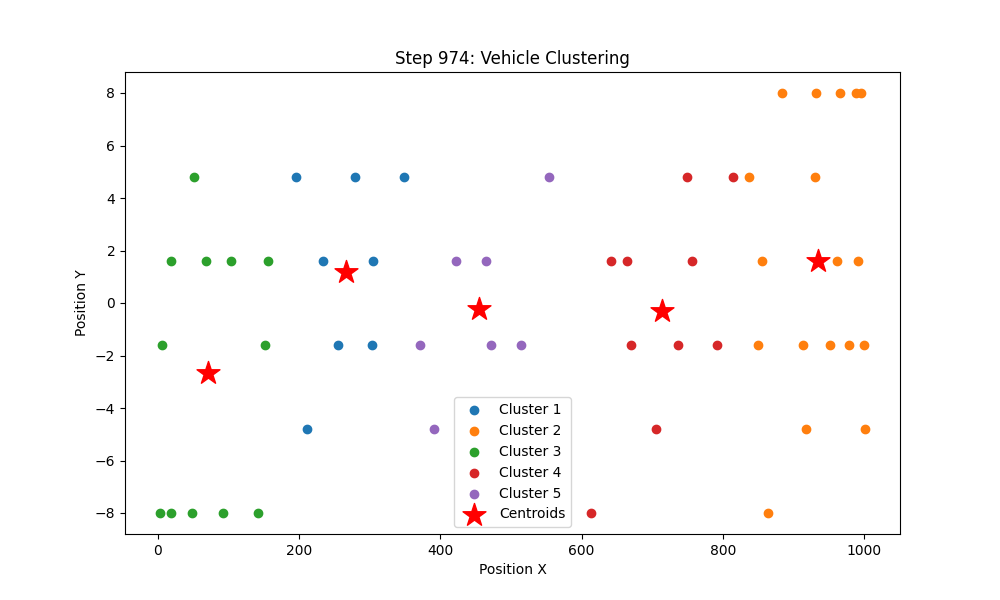 Step 974: Vehicle Clustering
Position Y
8
6
4
2
0
−2
−4
−6
−8
Cluster 1
Cluster 2
Cluster 3
Cluster 4
Cluster 5
Centroids
0 200 400 600 800 1000
Position X